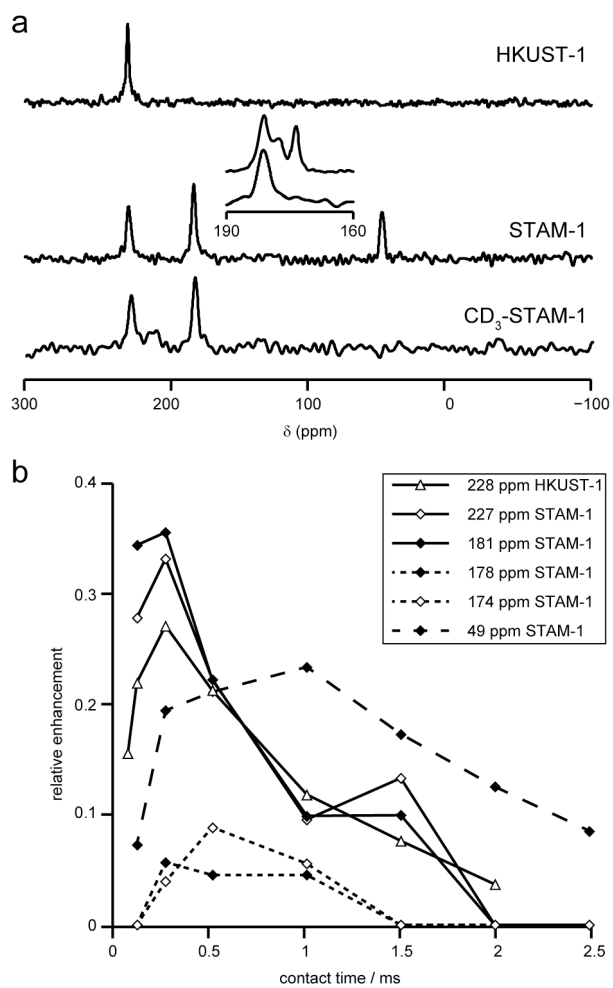 a
HKUST-1
190
160
STAM-1
CD₃-STAM-1
300
200
100
0
−100
δ (ppm)
b
0.4
0.3
0.2
0.1
0
relative enhancement
228 ppm HKUST-1
227 ppm STAM-1
181 ppm STAM-1
178 ppm STAM-1
174 ppm STAM-1
49 ppm STAM-1
0
0.5
1
1.5
2
2.5
contact time / ms